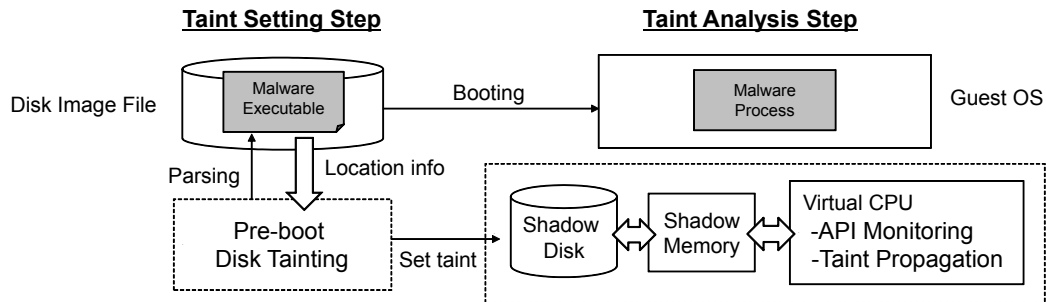 Taint Setting Step
Taint Analysis Step
Disk Image File
Malware
Executable
Booting
Malware
Process
Guest OS
Parsing
Location info
Pre-boot
Disk Tainting
Set taint
Shadow
Disk
Shadow
Memory
Virtual CPU
-API Monitoring
-Taint Propagation